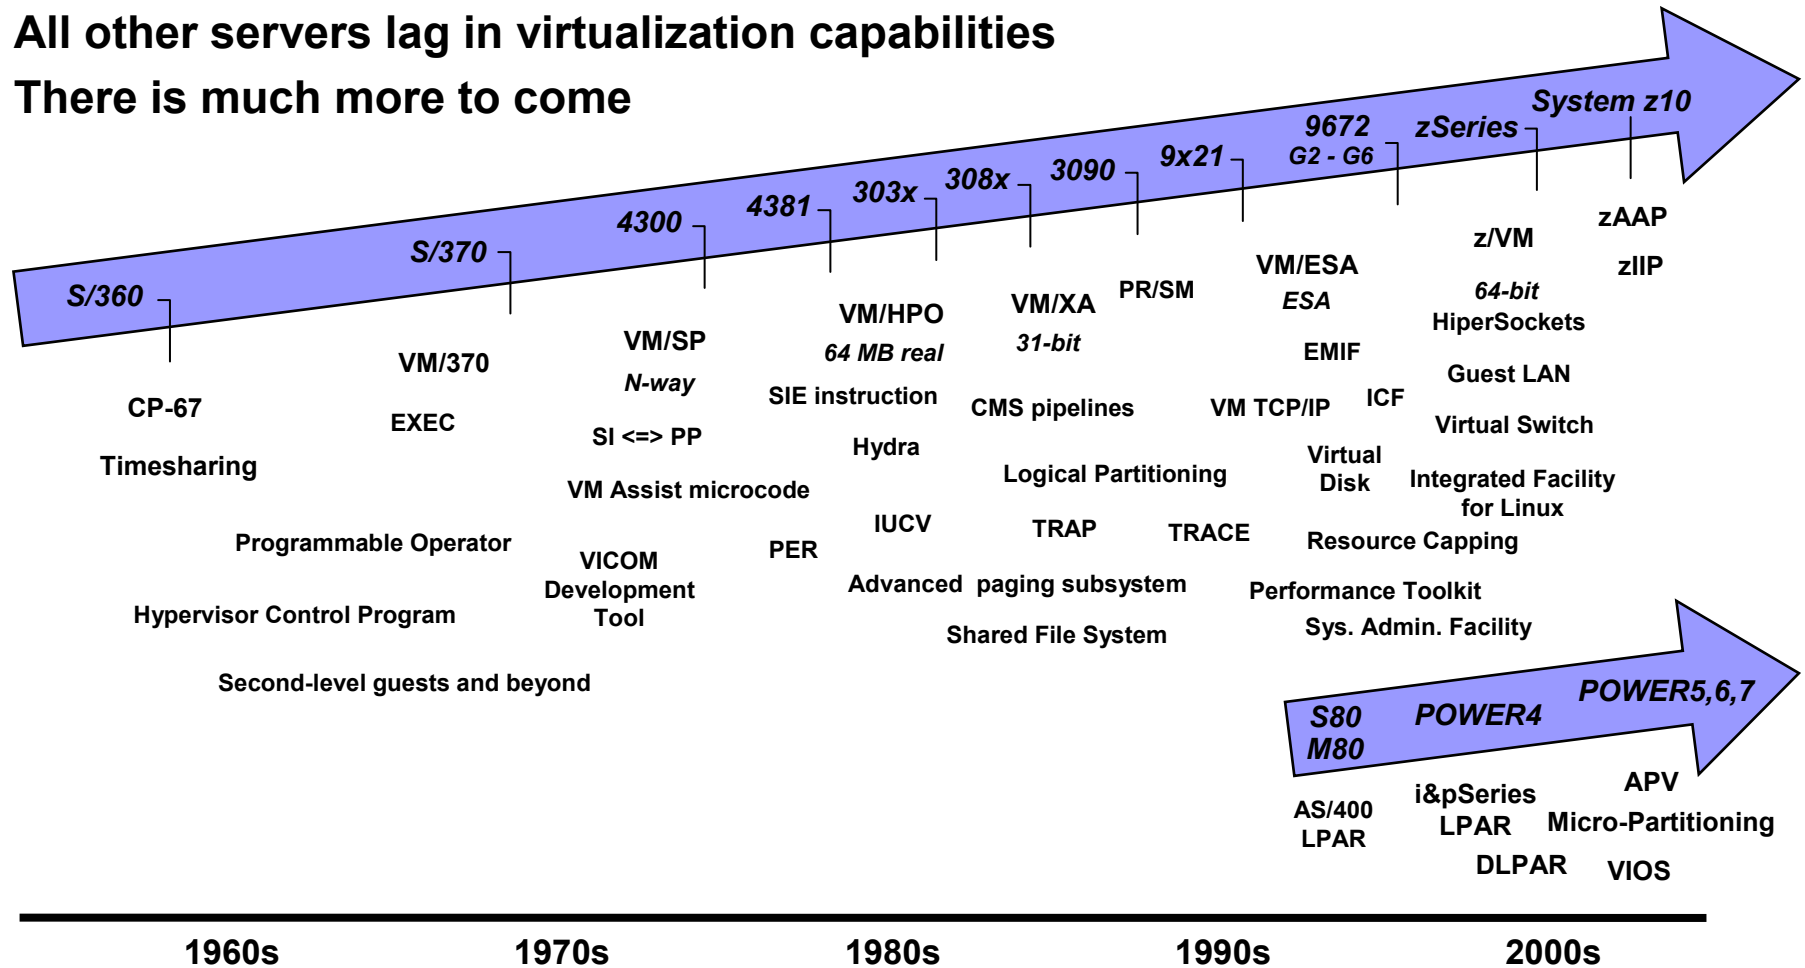 All other servers lag in virtualization capabilities
There is much more to come
System z10
zSeries
9672
G2 - G6
9x21
3090
308x
303x
4381
4300
S/370
S/360
CP-67
Timesharing
VM/370
EXEC
Programmable Operator
Hypervisor Control Program
Second-level guests and beyond
VM/SP
N-way
SI <=> PP
VM Assist microcode
VICOM
Development
Tool
VM/HPO
64 MB real
SIE instruction
Hydra
IUCV
PER
VM/XA
31-bit
PR/SM
CMS pipelines
Logical Partitioning
TRAP
TRACE
Advanced paging subsystem
Shared File System
VM/ESA
ESA
EMIF
VM TCP/IP
ICF
Virtual
Disk
z/VM
64-bit
HiperSockets
Guest LAN
Virtual Switch
Integrated Facility
for Linux
Resource Capping
Performance Toolkit
Sys. Admin. Facility
zAAP
zIIP
S80
M80
POWER4
POWER5,6,7
AS/400
LPAR
i&pSeries
LPAR
DLPAR
APV
Micro-Partitioning
VIOS
1960s
1970s
1980s
1990s
2000s